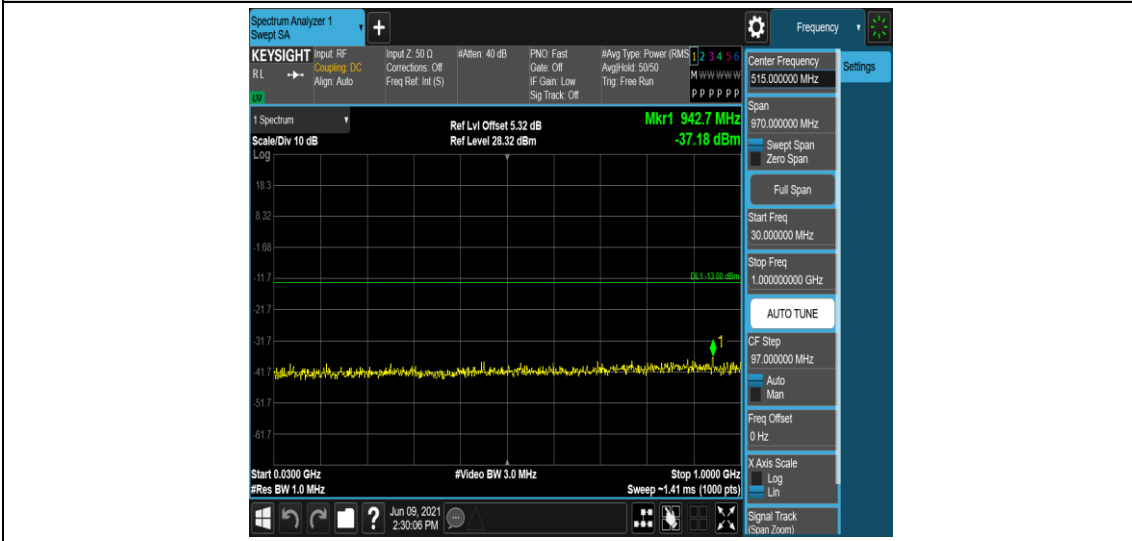 Spectrum Analyzer 1
Swept SA
+
Frequency
KEYSIGHT
RL
Input: RF
Coupling: DC
Align: Auto
Input Z: 50 Ω
Corrections: Off
Freq Ref: Int (S)
#Atten: 40 dB
PNO: Fast
Gate: Off
IF Gain: Low
Sig Track: Off
#Avg Type: Power (RMS
Avg|Hold: 50/50
Trig: Free Run
1 2 3 4 5 6
M W W W W W
P P P P P P
1 Spectrum
Scale/Div 10 dB
Ref Lvl Offset 5.32 dB
Ref Level 28.32 dBm
Mkr1 942.7 MHz
-37.18 dBm
Log
18.3
8.32
-1.68
-11.7
DL1 -13.00 dBm
-21.7
-31.7
1
-41.7
-51.7
-61.7
Start 0.0300 GHz
#Res BW 1.0 MHz
#Video BW 3.0 MHz
Stop 1.0000 GHz
Sweep ~1.41 ms (1000 pts)
?
Jun 09, 2021
2:30:06 PM
Center Frequency
515.000000 MHz
Settings
Span
970.000000 MHz
Swept Span
Zero Span
Full Span
Start Freq
30.000000 MHz
Stop Freq
1.000000000 GHz
AUTO TUNE
CF Step
97.000000 MHz
Auto
Man
Freq Offset
0 Hz
X Axis Scale
Log
Lin
Signal Track
(Span Zoom)